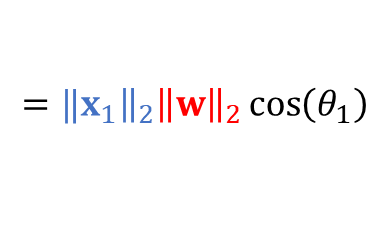 = ‖x₁‖₂‖w‖₂ cos(θ₁)